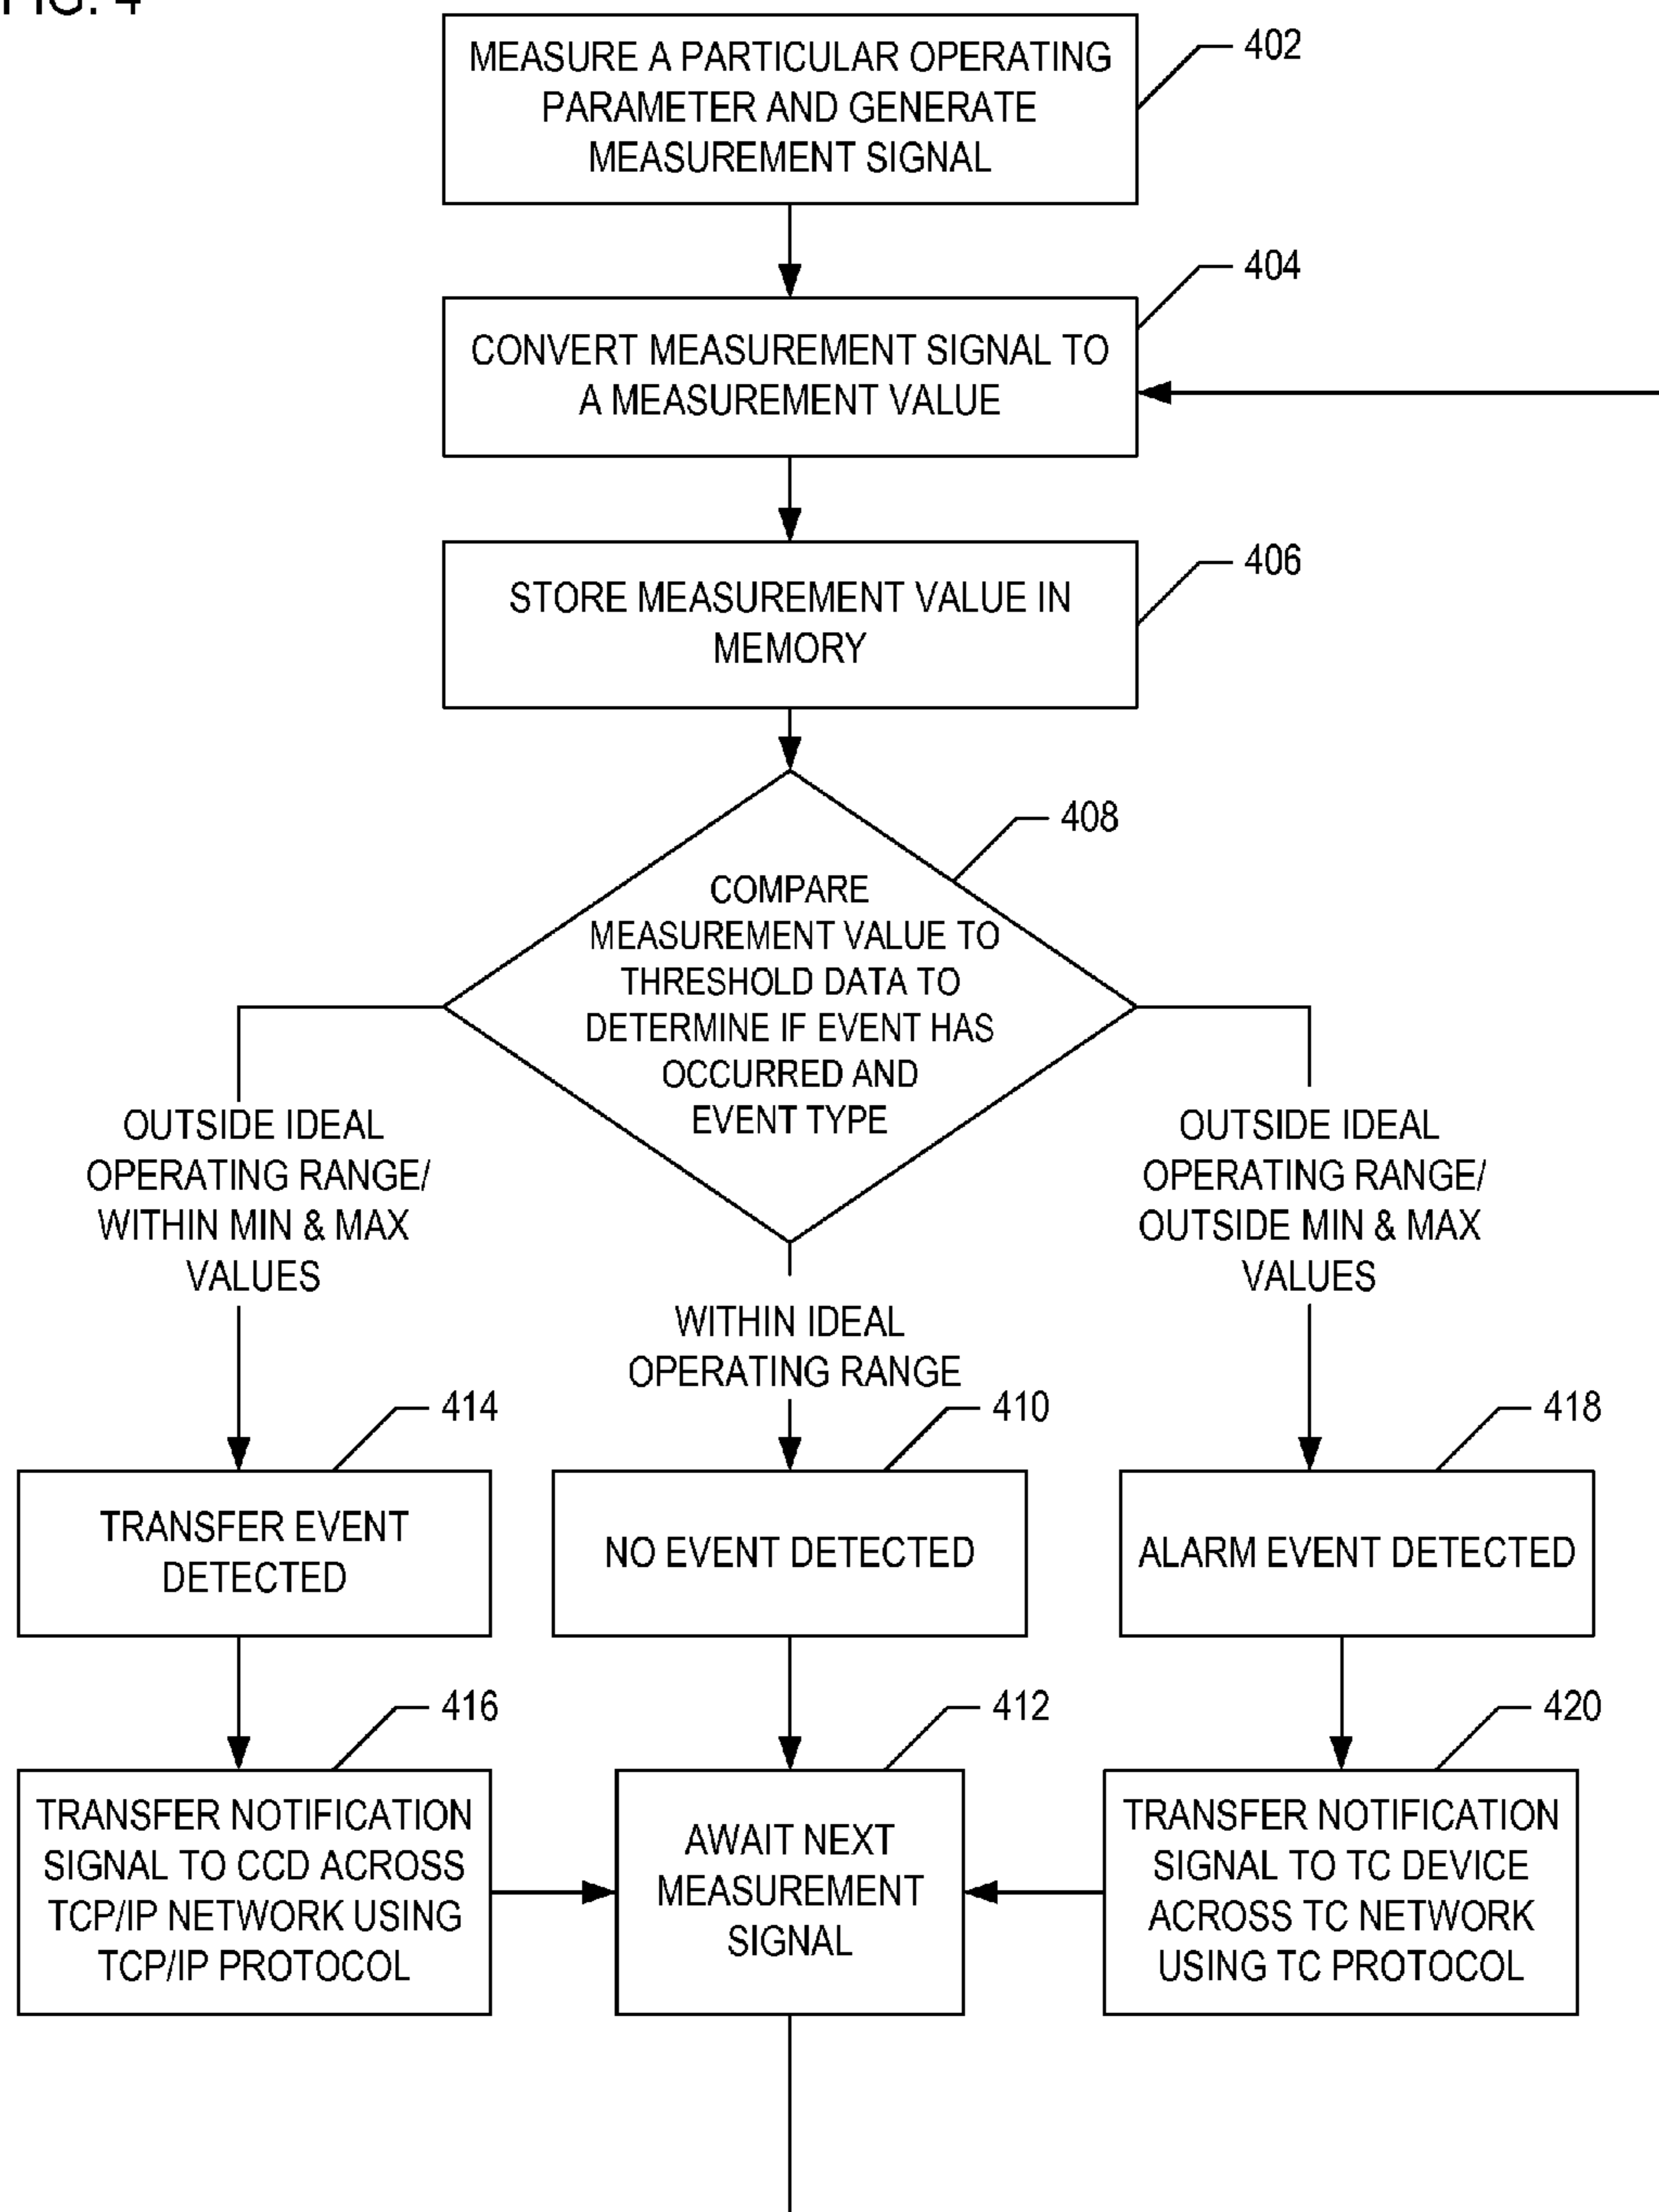 FIG. 4
MEASURE A PARTICULAR OPERATING
PARAMETER AND GENERATE
MEASUREMENT SIGNAL
402
CONVERT MEASUREMENT SIGNAL TO
A MEASUREMENT VALUE
404
STORE MEASUREMENT VALUE IN
MEMORY
406
COMPARE
MEASUREMENT VALUE TO
THRESHOLD DATA TO
DETERMINE IF EVENT HAS
OCCURRED AND
EVENT TYPE
408
OUTSIDE IDEAL
OPERATING RANGE/
WITHIN MIN & MAX
VALUES
WITHIN IDEAL
OPERATING RANGE
OUTSIDE IDEAL
OPERATING RANGE/
OUTSIDE MIN & MAX
VALUES
414
TRANSFER EVENT
DETECTED
410
NO EVENT DETECTED
418
ALARM EVENT DETECTED
416
TRANSFER NOTIFICATION
SIGNAL TO CCD ACROSS
TCP/IP NETWORK USING
TCP/IP PROTOCOL
412
AWAIT NEXT
MEASUREMENT
SIGNAL
420
TRANSFER NOTIFICATION
SIGNAL TO TC DEVICE
ACROSS TC NETWORK
USING TC PROTOCOL